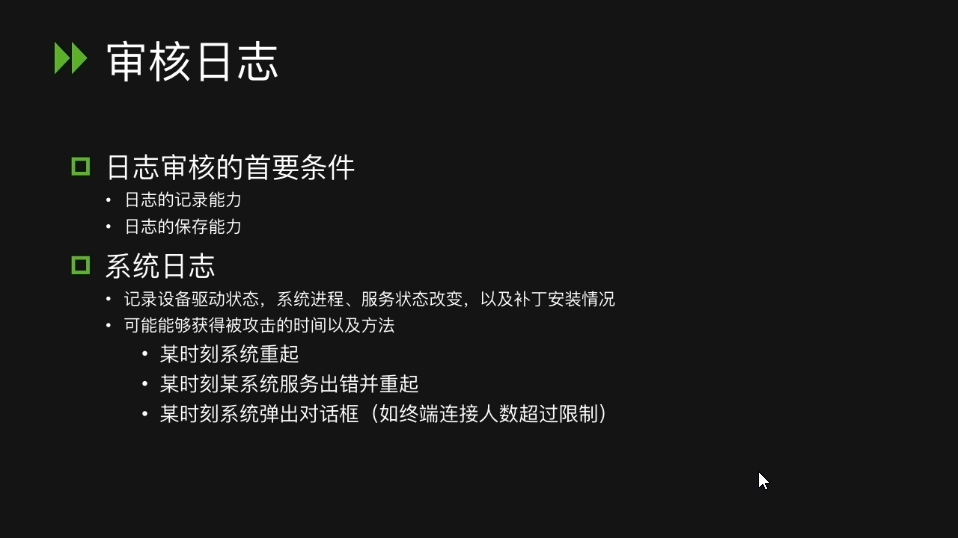 审核日志
日志审核的首要条件
• 日志的记录能力
• 日志的保存能力
系统日志
• 记录设备驱动状态，系统进程、服务状态改变，以及补丁安装情况
• 可能能够获得被攻击的时间以及方法
• 某时刻系统重起
• 某时刻某系统服务出错并重起
• 某时刻系统弹出对话框（如终端连接人数超过限制）